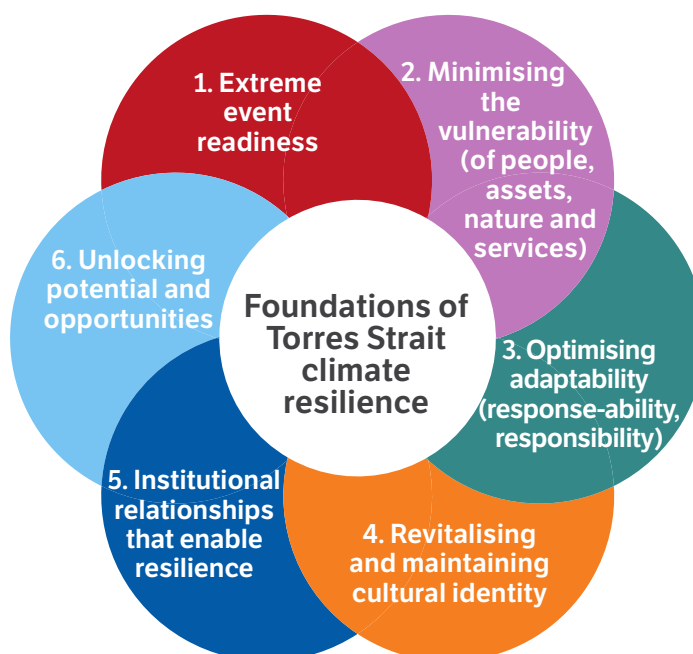 1. Extreme
event
readiness
2. Minimising
the
vulnerability
(of people,
assets,
nature and
services)
3. Optimising
adaptability
(response-ability,
responsibility)
4. Revitalising
and maintaining
cultural identity
5. Institutional
relationships
that enable
resilience
6. Unlocking
potential and
opportunities
Foundations of
Torres Strait
climate
resilience